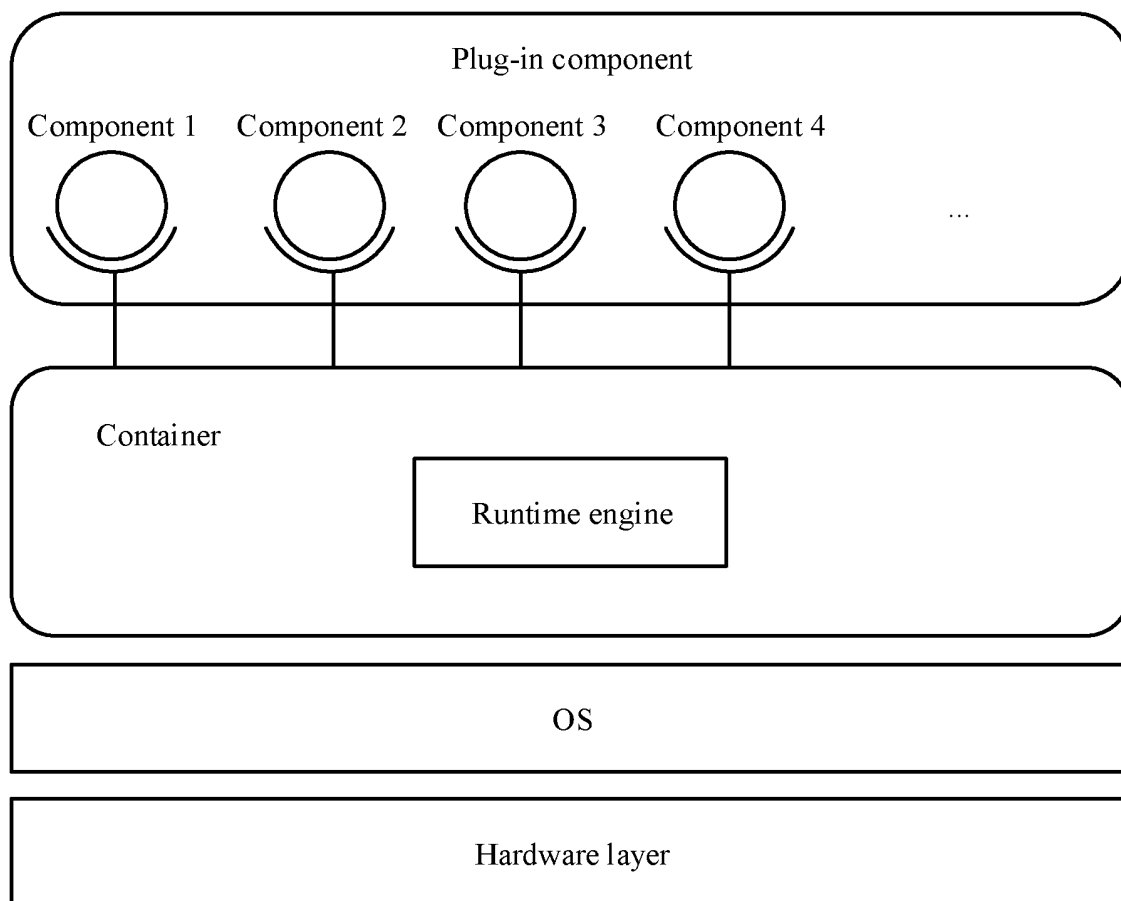 Plug-in component
Component 1 Component 2 Component 3 Component 4
...
Container
Runtime engine
OS
Hardware layer